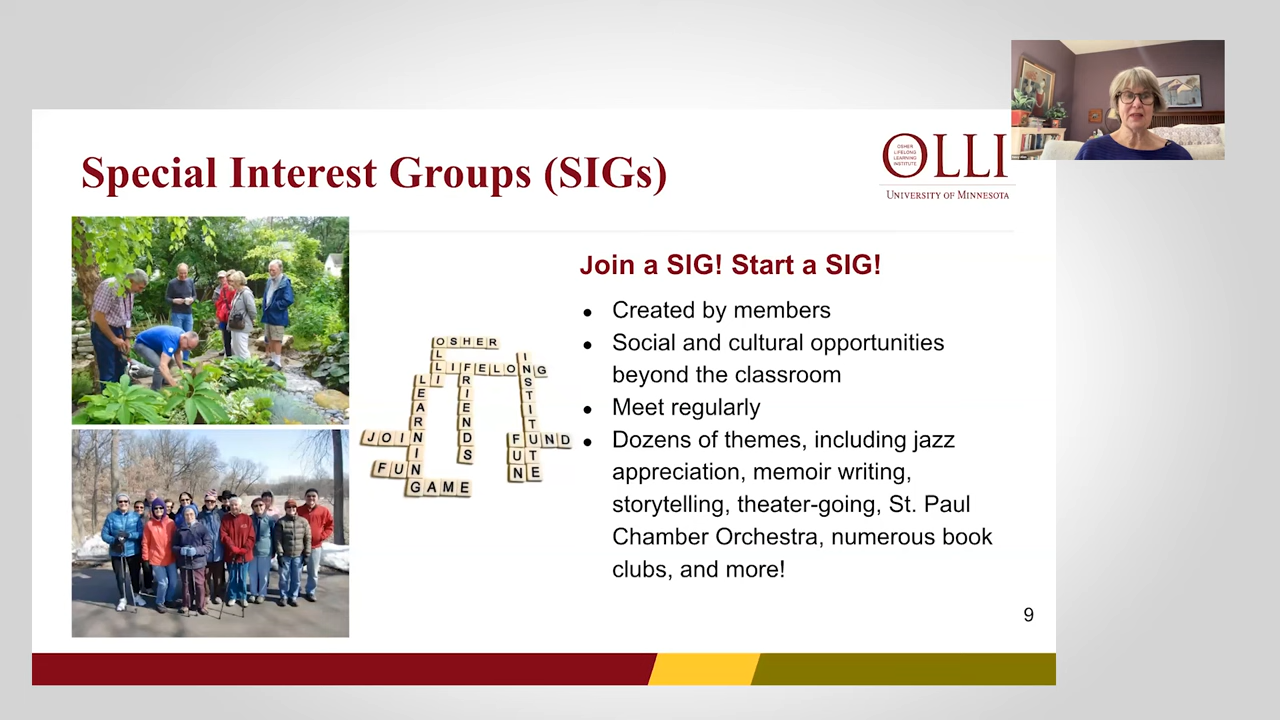 Special Interest Groups (SIGs)
OLLI
OSHER
LIFELONG
LEARNING
INSTITUTE
UNIVERSITY OF MINNESOTA
Join a SIG! Start a SIG!
• Created by members
• Social and cultural opportunities
beyond the classroom
• Meet regularly
• Dozens of themes, including jazz
appreciation, memoir writing,
storytelling, theater-going, St. Paul
Chamber Orchestra, numerous book
clubs, and more!
OSHER
OLLI
LIFELONG
INSTITUTE
LEARNING
FRIENDS
JOIN
FUND
FUN
FUN
GAME
9